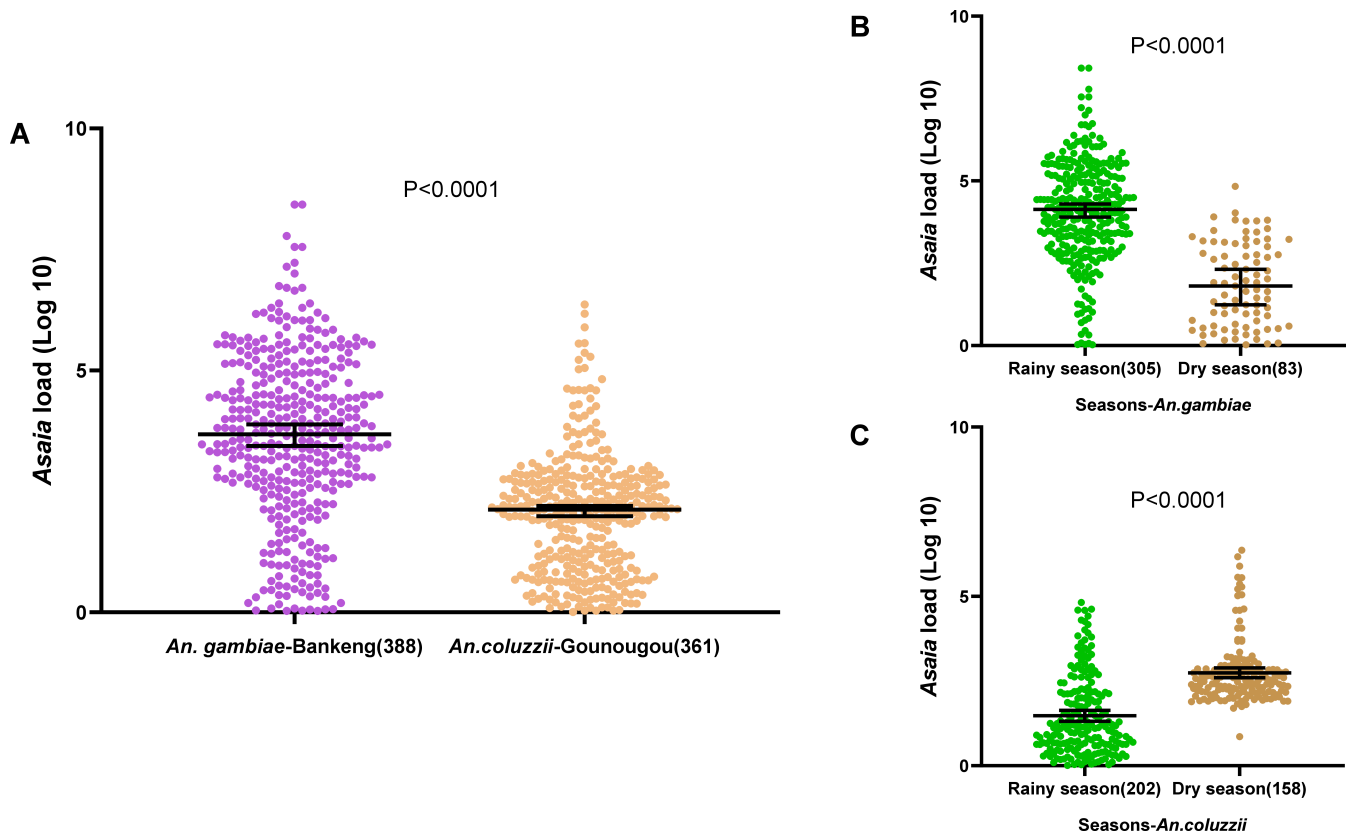 A
10
5
0
Asaia load (Log 10)
P<0.0001
An. gambiae-Bankeng(388)
An.coluzzii-Gounougou(361)
B
10
5
0
Asaia load (Log 10)
P<0.0001
Rainy season(305)
Dry season(83)
Seasons-An.gambiae
C
10
5
0
Asaia load (Log 10)
P<0.0001
Rainy season(202)
Dry season(158)
Seasons-An.coluzzii